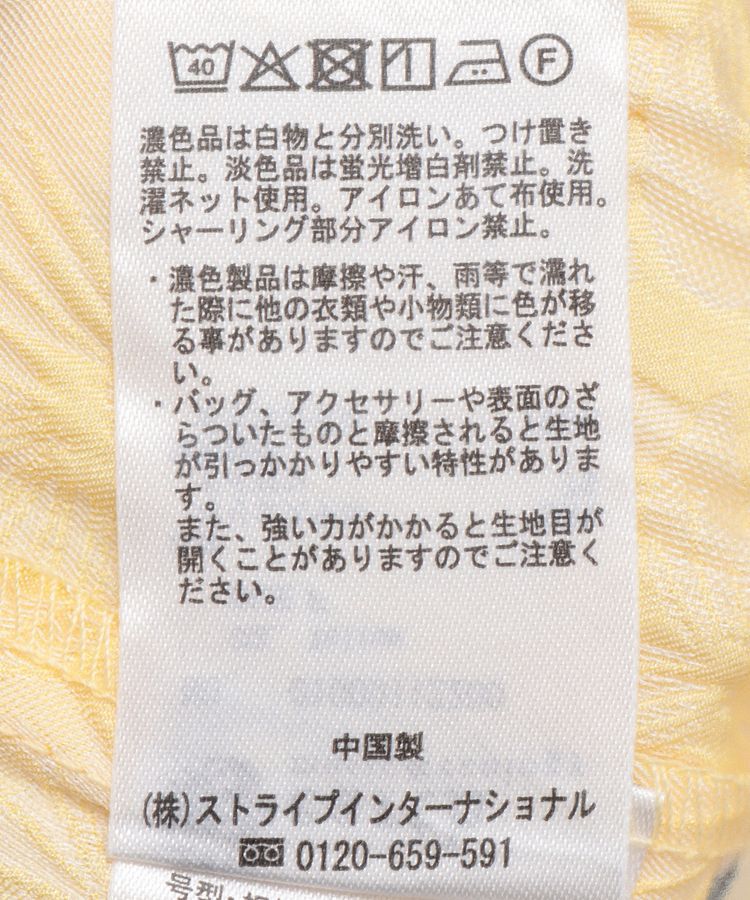 40
F
濃色品は白物と分別洗い。つけ置き
禁止。淡色品は蛍光増白剤禁止。洗
濯ネット使用。アイロンあて布使用。
シャーリング部分アイロン禁止。
・濃色製品は摩擦や汗、雨等で濡れ
た際に他の衣類や小物類に色が移
る事がありますのでご注意くださ
い。
・バッグ、アクセサリーや表面のざ
らついたものと摩擦されると生地
が引っかかりやすい特性がありま
す。
また、強い力がかかると生地目が
開くことがありますのでご注意く
ださい。
中国製
(株)ストライプインターナショナル
0120-659-591
号型・